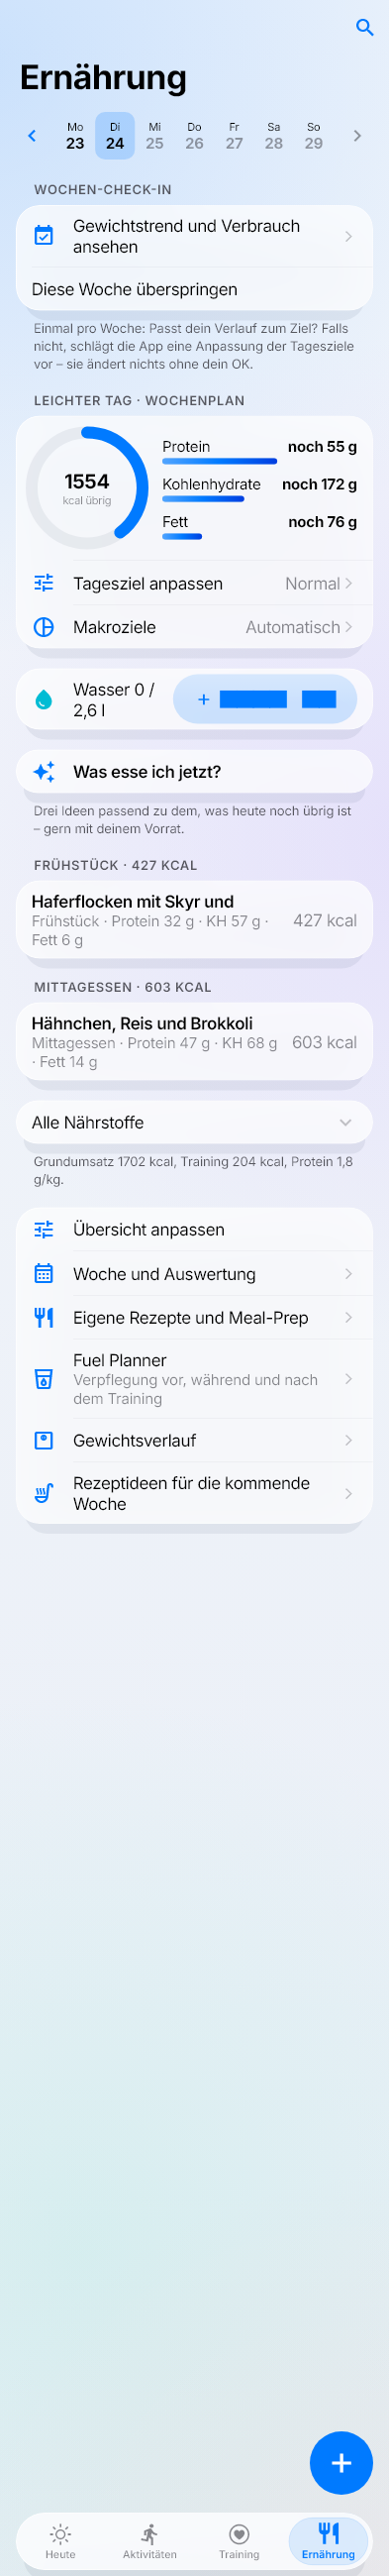 Ernährung
Mo Di Mi Do Fr Sa So
23 24 25 26 27 28 29
WOCHEN-CHECK-IN
Gewichtstrend und Verbrauch
ansehen
Diese Woche überspringen
Einmal pro Woche: Passt dein Verlauf zum Ziel? Falls
nicht, schlägt die App eine Anpassung der Tagesziele
vor – sie ändert nichts ohne dein OK.
LEICHTER TAG · WOCHENPLAN
1554
kcal übrig
Protein noch 55 g
Kohlenhydrate noch 172 g
Fett noch 76 g
Tagesziel anpassen Normal
Makroziele Automatisch
Wasser 0 /
2,6 l
+
Was esse ich jetzt?
Drei Ideen passend zu dem, was heute noch übrig ist
– gern mit deinem Vorrat.
FRÜHSTÜCK · 427 KCAL
Haferflocken mit Skyr und
Frühstück · Protein 32 g · KH 57 g ·
Fett 6 g
427 kcal
MITTAGESSEN · 603 KCAL
Hähnchen, Reis und Brokkoli
Mittagessen · Protein 47 g · KH 68 g
· Fett 14 g
603 kcal
Alle Nährstoffe
Grundumsatz 1702 kcal, Training 204 kcal, Protein 1,8
g/kg.
Übersicht anpassen
Woche und Auswertung
Eigene Rezepte und Meal-Prep
Fuel Planner
Verpflegung vor, während und nach
dem Training
Gewichtsverlauf
Rezeptideen für die kommende
Woche
Heute Aktivitäten Training Ernährung